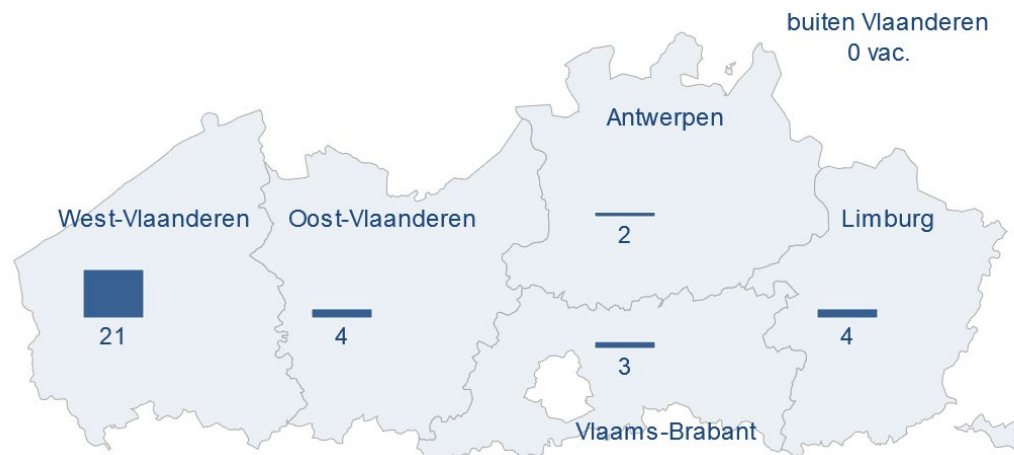 buiten Vlaanderen
0 vac.
Antwerpen
2
West-Vlaanderen
21
Oost-Vlaanderen
4
Limburg
4
3
Vlaams-Brabant